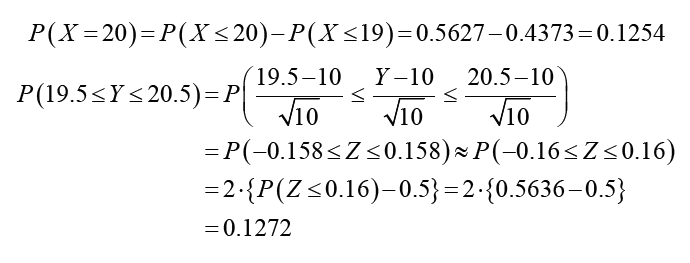 P(X=20)=P(X≤20)−P(X≤19)=0.5627−0.4373=0.1254
P(19.5≤Y≤20.5)=P((19.5−10)/√10 ≤ (Y−10)/√10 ≤ (20.5−10)/√10)
=P(−0.158≤Z≤0.158)≈P(−0.16≤Z≤0.16)
=2·{P(Z≤0.16)−0.5}=2·{0.5636−0.5}
=0.1272